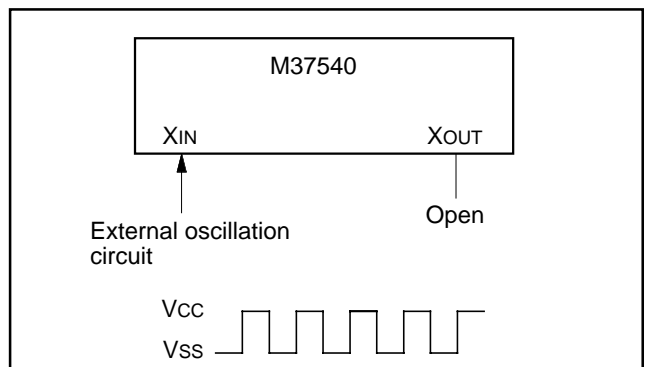 M37540
XIN XOUT
External oscillation
circuit
Open
VCC
VSS